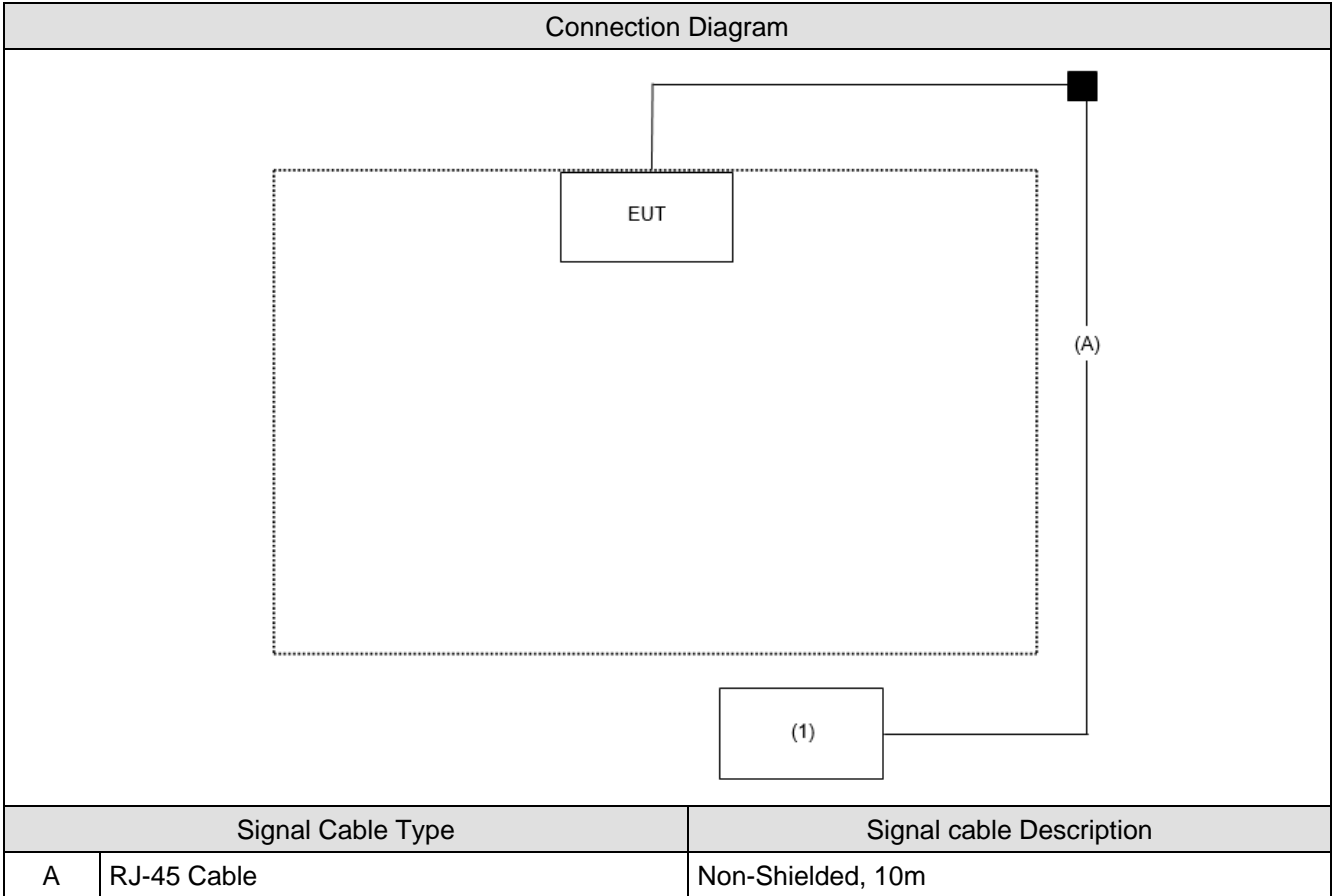 Connection Diagram
EUT
(A)
(1)
Signal Cable Type Signal cable Description
A RJ-45 Cable Non-Shielded, 10m